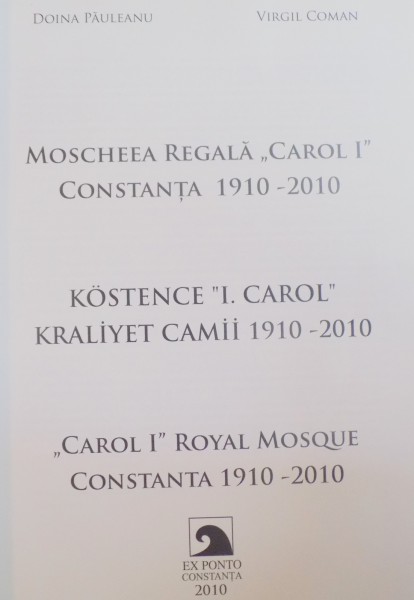 Doina Păuleanu Virgil Coman
Moscheea Regală „Carol I”
Constanța 1910 -2010
KÖSTENCE "I. CAROL"
KRALİYET CAMİİ 1910 -2010
„Carol I” Royal Mosque
Constanta 1910 -2010
EX PONTO
CONSTANȚA
2010